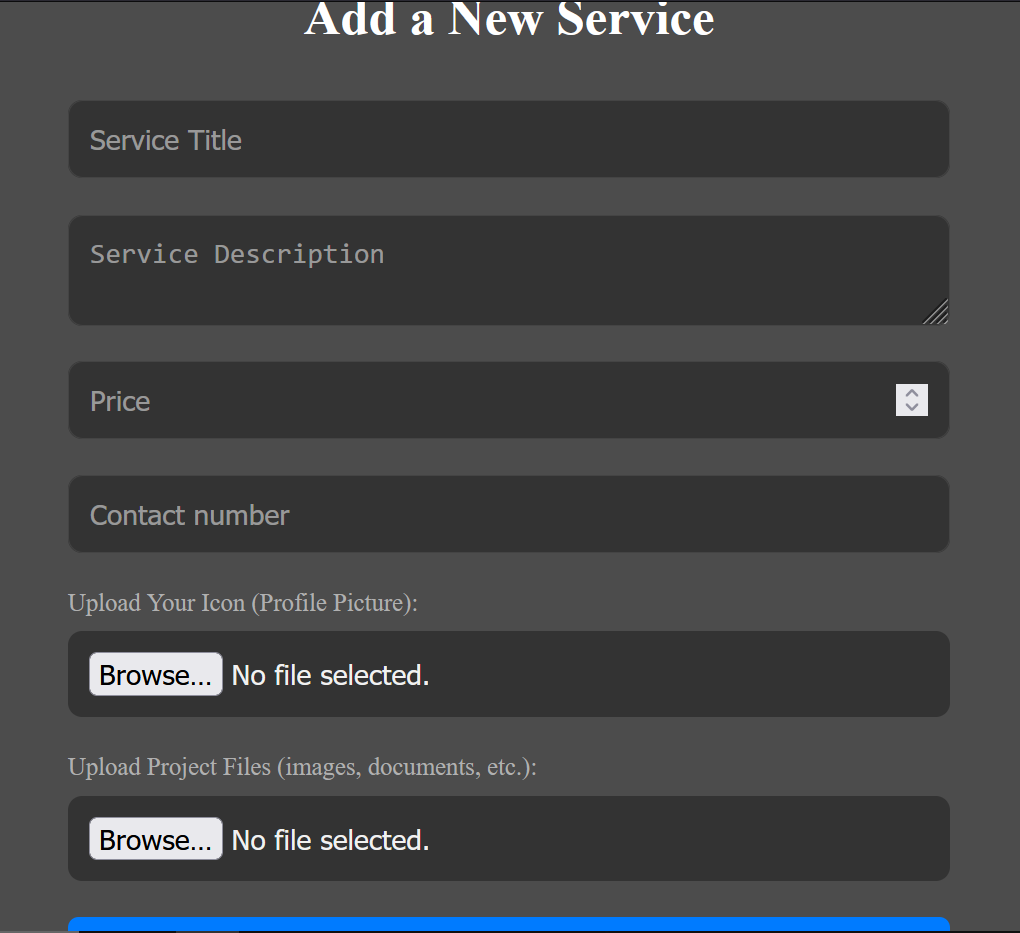 Add a New Service
Service Title
Service Description
Price
Contact number
Upload Your Icon (Profile Picture):
Browse... No file selected.
Upload Project Files (images, documents, etc.):
Browse... No file selected.